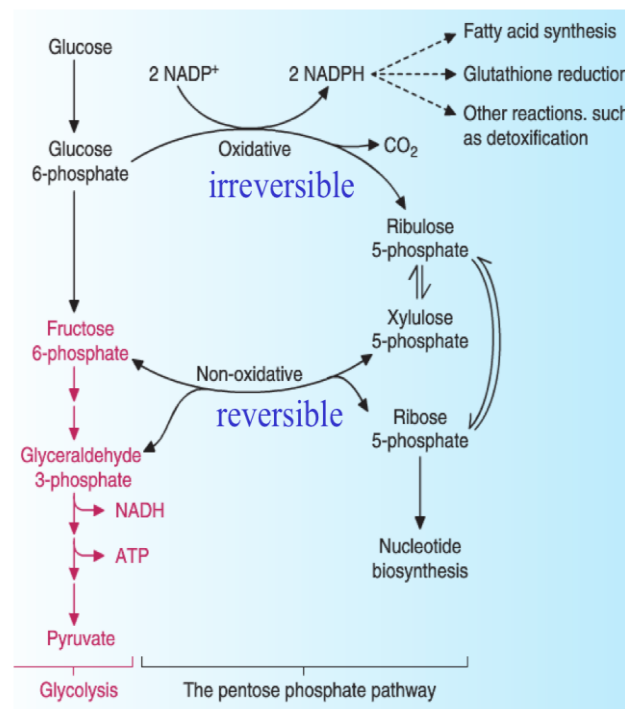 Glucose
2 NADP+
2 NADPH
Fatty acid synthesis
Glutathione reduction
Other reactions. such
as detoxification
Glucose
6-phosphate
Oxidative
CO2
irreversible
Ribulose
5-phosphate
Xylulose
5-phosphate
Fructose
6-phosphate
Non-oxidative
reversible
Ribose
5-phosphate
Glyceraldehyde
3-phosphate
NADH
ATP
Nucleotide
biosynthesis
Pyruvate
Glycolysis
The pentose phosphate pathway